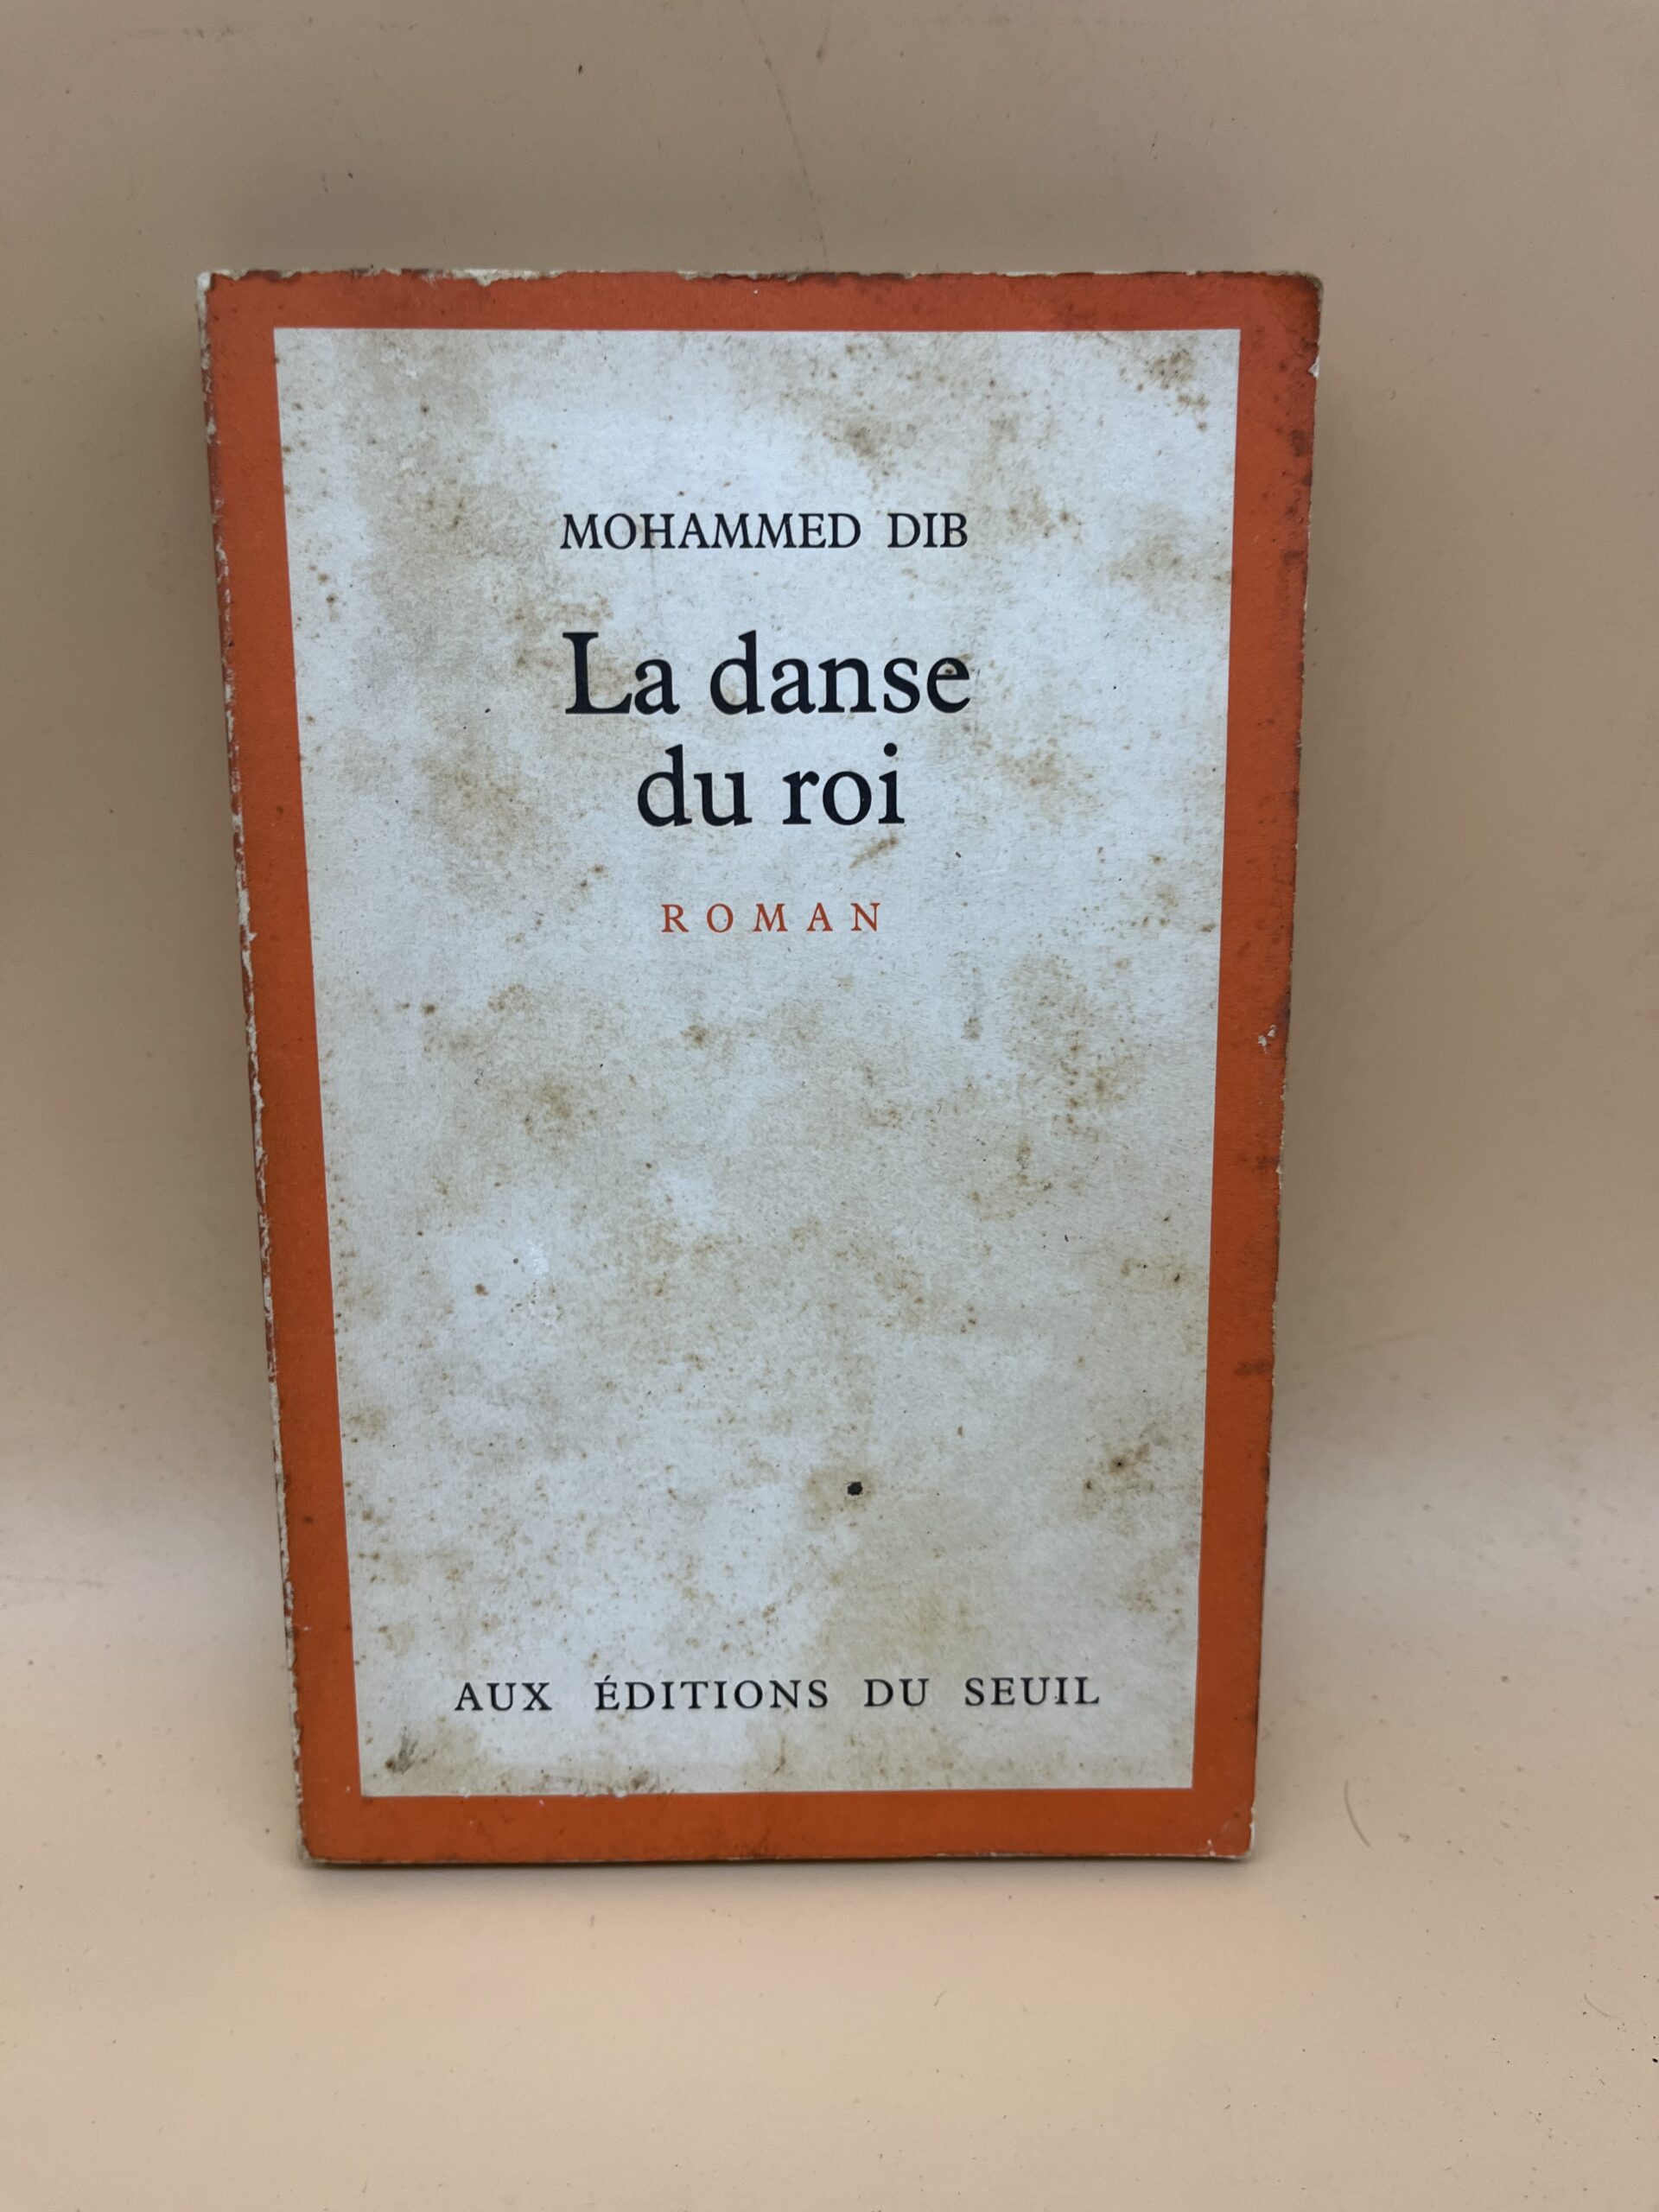 MOHAMMED DIB
La danse
du roi
ROMAN
AUX ÉDITIONS DU SEUIL